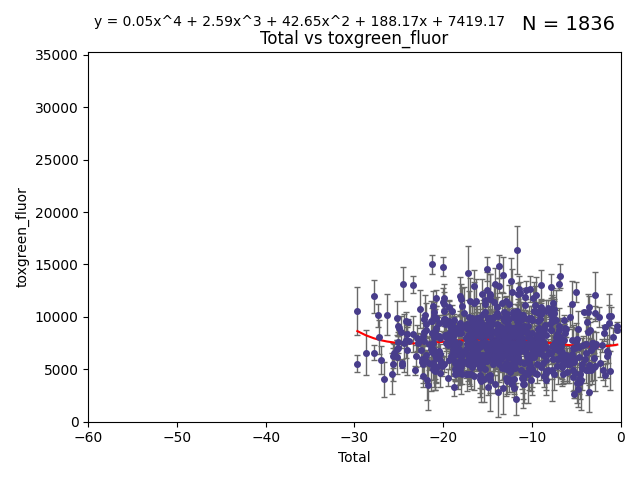 y = 0.05x^4 + 2.59x^3 + 42.65x^2 + 188.17x + 7419.17 N = 1836
Total vs toxgreen_fluor
35000
30000
25000
20000
15000
10000
5000
0
toxgreen_fluor
−60 −50 −40 −30 −20 −10 0
Total